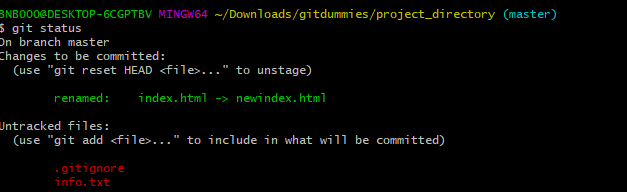 BNBOOO@DESKTOP-6CGPTBV MINGW64 ~/Downloads/gitdummies/project_directory (master)
$ git status
On branch master
Changes to be committed:
  (use "git reset HEAD <file>..." to unstage)

        renamed:    index.html -> newindex.html

Untracked files:
  (use "git add <file>..." to include in what will be committed)

        .gitignore
        info.txt